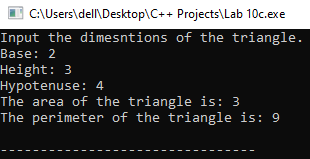 C:\Users\dell\Desktop\C++ Projects\Lab 10c.exe
Input the dimesntions of the triangle.
Base: 2
Height: 3
Hypotenuse: 4
The area of the triangle is: 3
The perimeter of the triangle is: 9
--------------------------------